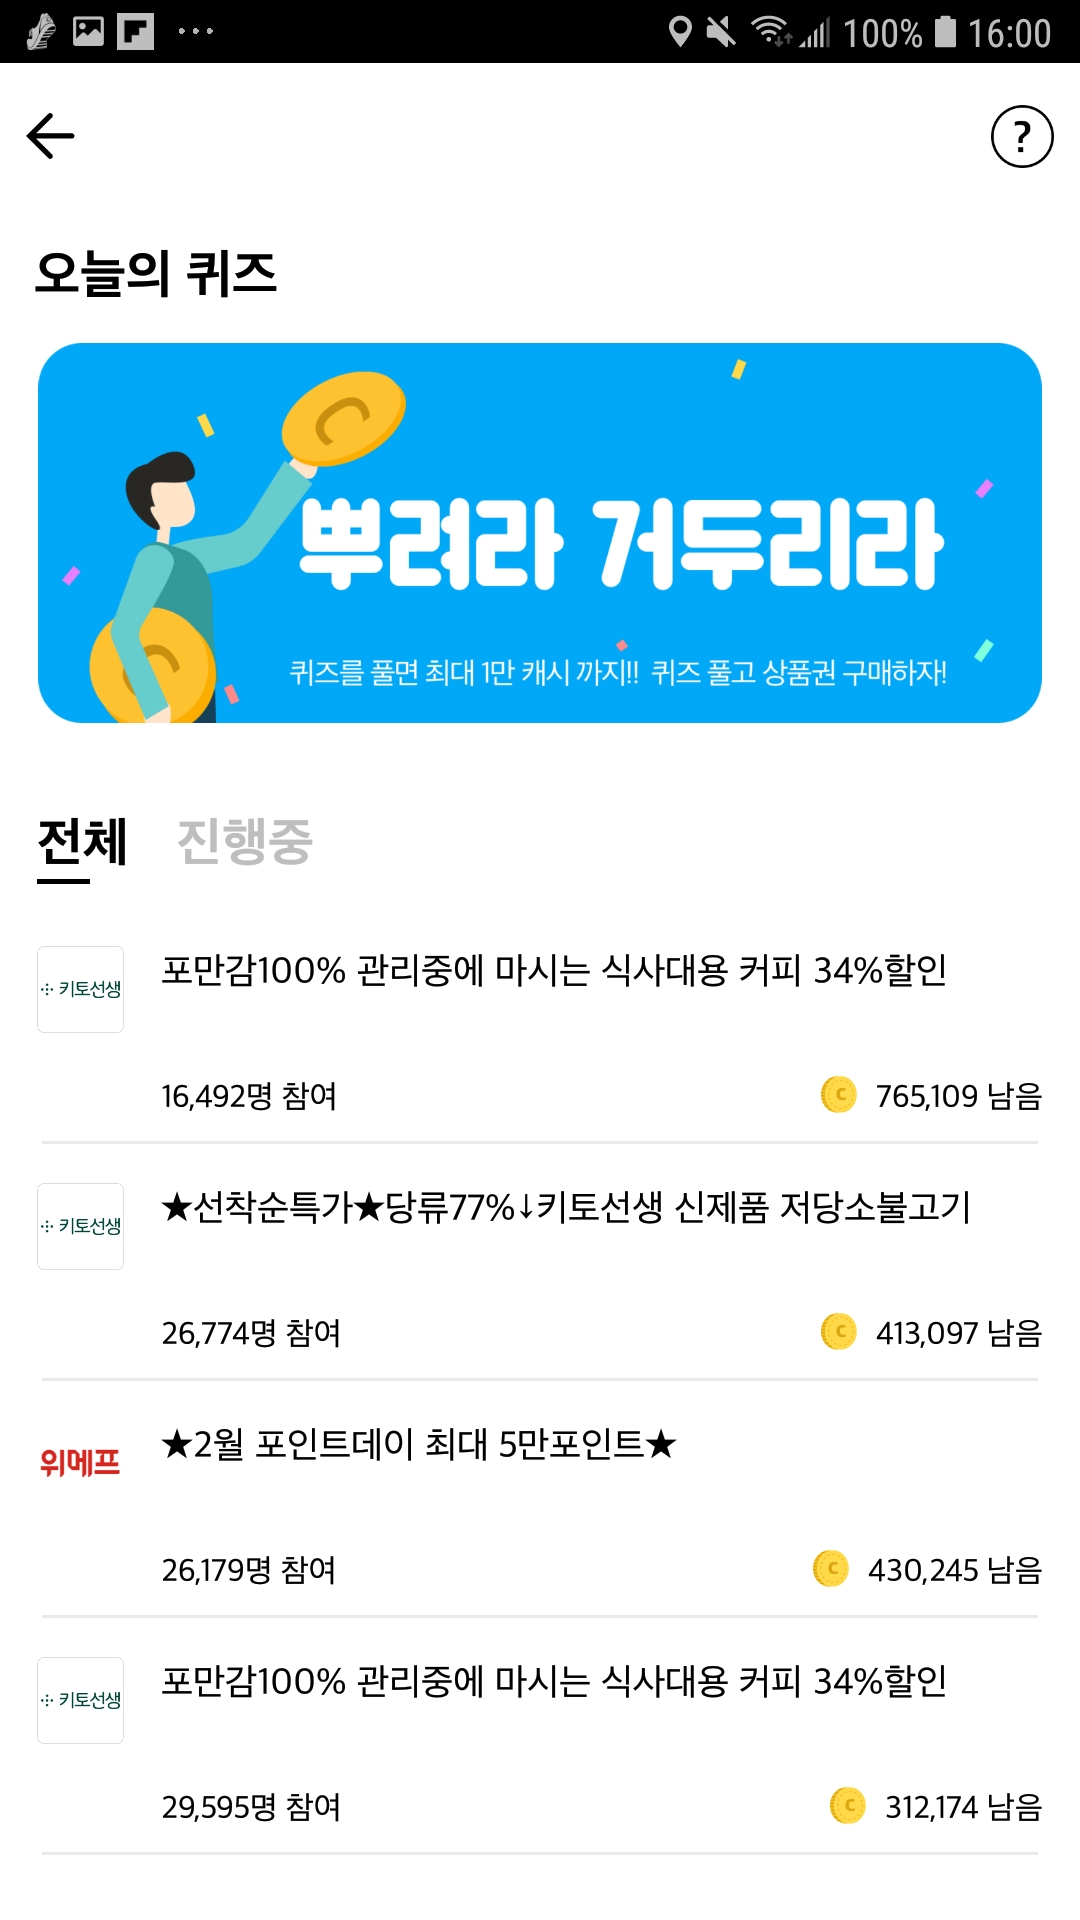 100% 16:00
?
오늘의 퀴즈
C
뿌려라 거두리라
C
퀴즈를 풀면 최대 1만 캐시 까지!! 퀴즈 풀고 상품권 구매하자!
전체 진행중
키토선생
포만감100% 관리중에 마시는 식사대용 커피 34%할인
16,492명 참여 C 765,109 남음
키토선생
★선착순특가★당류77%↓키토선생 신제품 저당소불고기
26,774명 참여 C 413,097 남음
위메프
★2월 포인트데이 최대 5만포인트★
26,179명 참여 C 430,245 남음
키토선생
포만감100% 관리중에 마시는 식사대용 커피 34%할인
29,595명 참여 C 312,174 남음